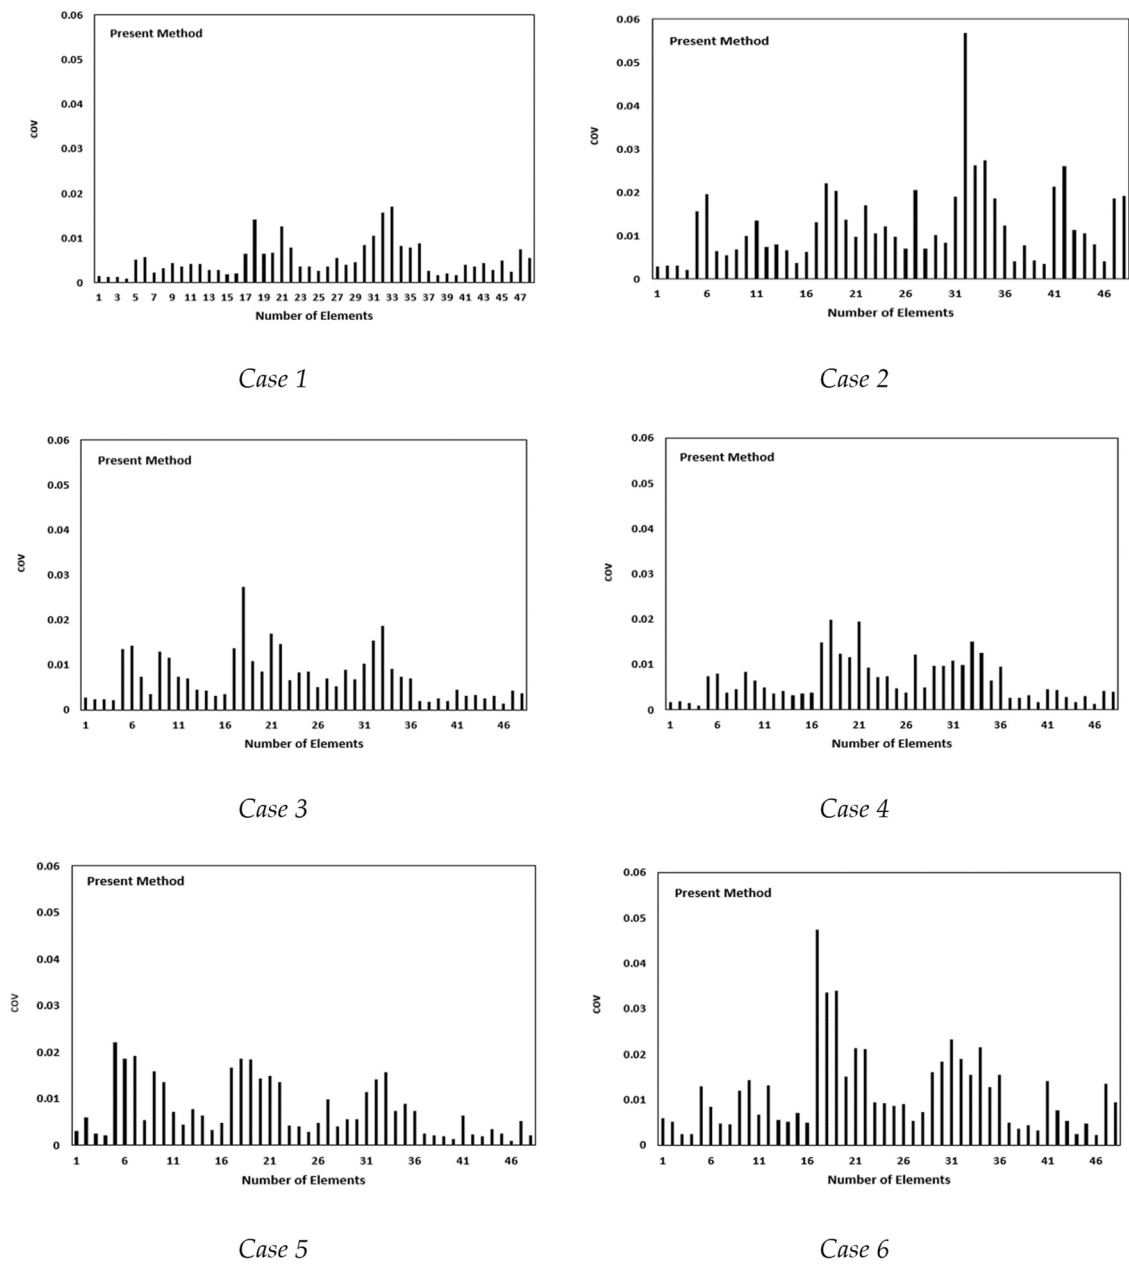 0.06
Present Method
0.05
0.04
cov
0.03
0.02
0.01
0
1 3 5 7 9 11 13 15 17 19 21 23 25 27 29 31 33 35 37 39 41 43 45 47
Number of Elements
Case 1
0.06
Present Method
0.05
0.04
cov
0.03
0.02
0.01
0
1 6 11 16 21 26 31 36 41 46
Number of Elements
Case 2
0.06
Present Method
0.05
0.04
cov
0.03
0.02
0.01
0
1 6 11 16 21 26 31 36 41 46
Number of Elements
Case 3
0.06
Present Method
0.05
0.04
cov
0.03
0.02
0.01
0
1 6 11 16 21 26 31 36 41 46
Number of Elements
Case 4
0.06
Present Method
0.05
0.04
cov
0.03
0.02
0.01
0
1 6 11 16 21 26 31 36 41 46
Number of Elements
Case 5
0.06
Present Method
0.05
0.04
cov
0.03
0.02
0.01
0
1 6 11 16 21 26 31 36 41 46
Number of Elements
Case 6